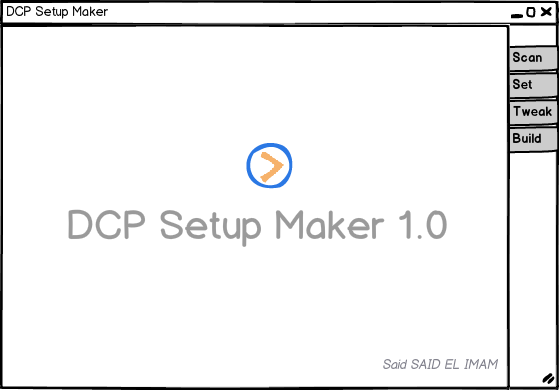 DCP Setup Maker
Scan
Set
Tweak
Build
DCP Setup Maker 1.0
Said SAID EL IMAM